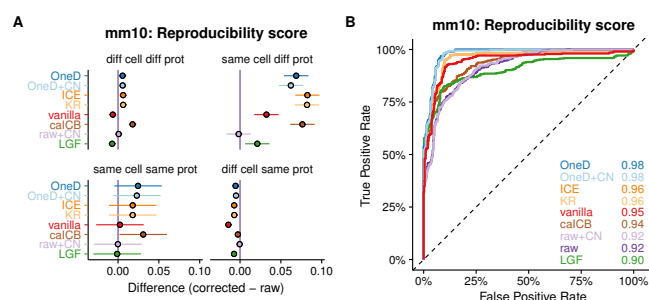 A
mm10: Reproducibility score
diff cell diff prot
same cell diff prot
OneD
OneD+CN
ICE
KR
vanilla
calCB
raw+CN
LGF
same cell same prot
diff cell same prot
OneD
OneD+CN
ICE
KR
vanilla
calCB
raw+CN
LGF
0.00
0.05
0.10
0.00
0.05
0.10
Difference (corrected − raw)
B
mm10: Reproducibility score
True Positive Rate
100%
75%
50%
25%
0%
OneD 0.98
OneD+CN 0.98
ICE 0.96
KR 0.96
vanilla 0.95
calCB 0.94
raw+CN 0.92
raw 0.92
LGF 0.90
0%
25%
50%
75%
100%
False Positive Rate